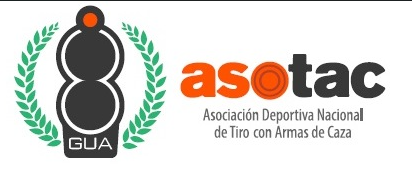 GUA
asotac
Asociación Deportiva Nacional
de Tiro con Armas de Caza